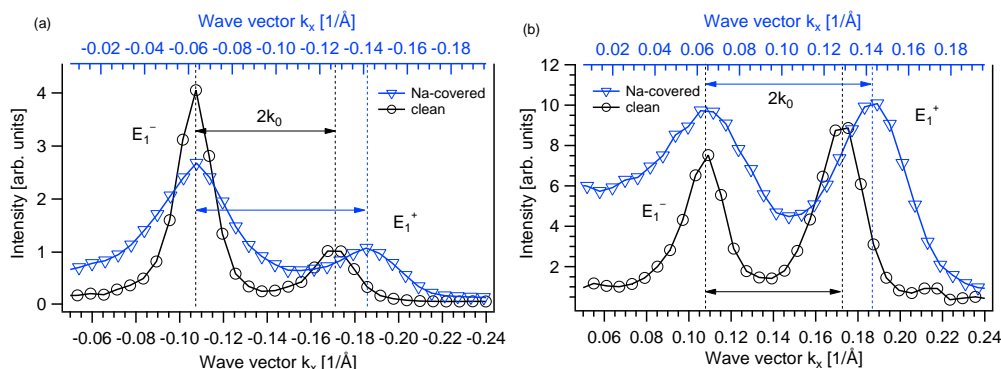 (a)
Wave vector kx [1/Å]
-0.02 -0.04 -0.06 -0.08 -0.10 -0.12 -0.14 -0.16 -0.18
Intensity [arb. units]
4
3
2
1
0
Na-covered
clean
E1⁻
2k0
E1⁺
-0.06 -0.08 -0.10 -0.12 -0.14 -0.16 -0.18 -0.20 -0.22 -0.24
Wave vector kx [1/Å]
(b)
Wave vector kx [1/Å]
0.02 0.04 0.06 0.08 0.10 0.12 0.14 0.16 0.18
Intensity [arb. units]
12
10
8
6
4
2
Na-covered
clean
2k0
E1⁺
E1⁻
0.06 0.08 0.10 0.12 0.14 0.16 0.18 0.20 0.22 0.24
Wave vector kx [1/Å]